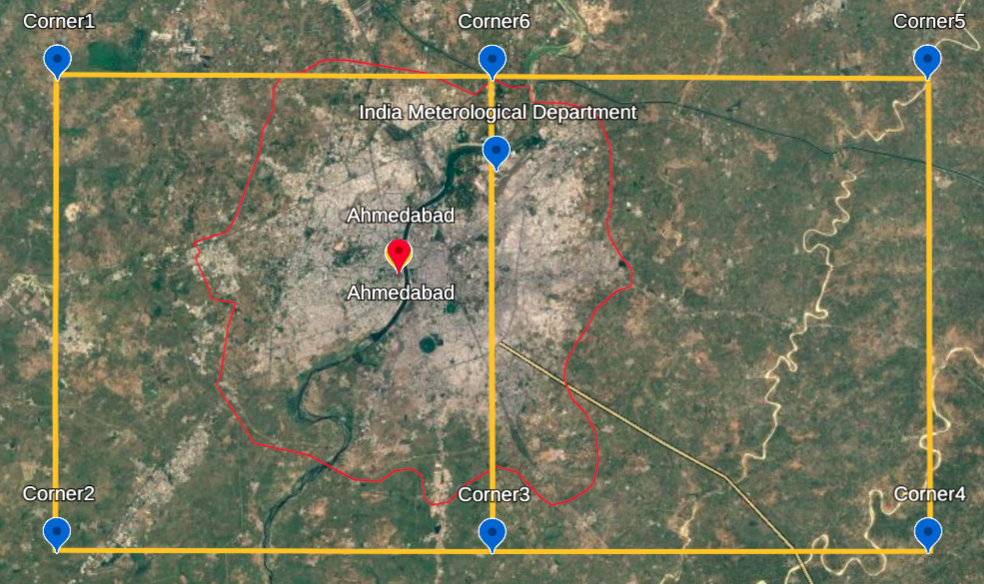 Corner1
Corner6
Corner5
India Meterological Department
Ahmedabad
Ahmedabad
Corner2
Corner3
Corner4